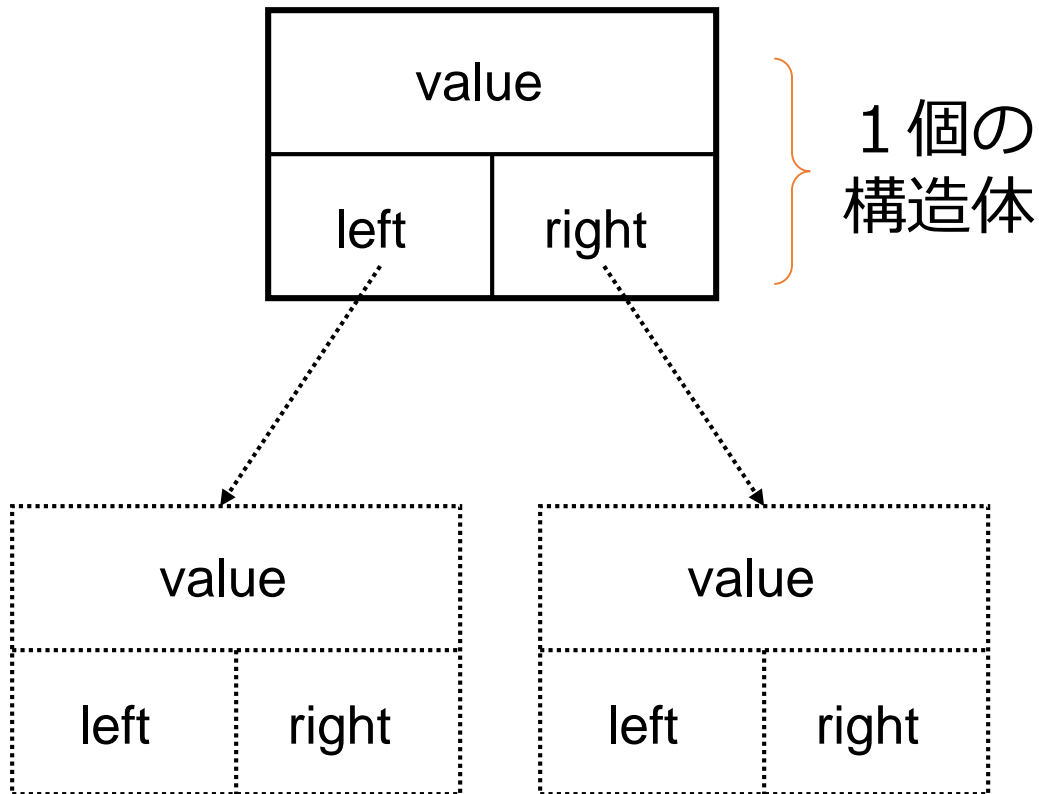 value
left right
１個の
構造体
value
left right
value
left right